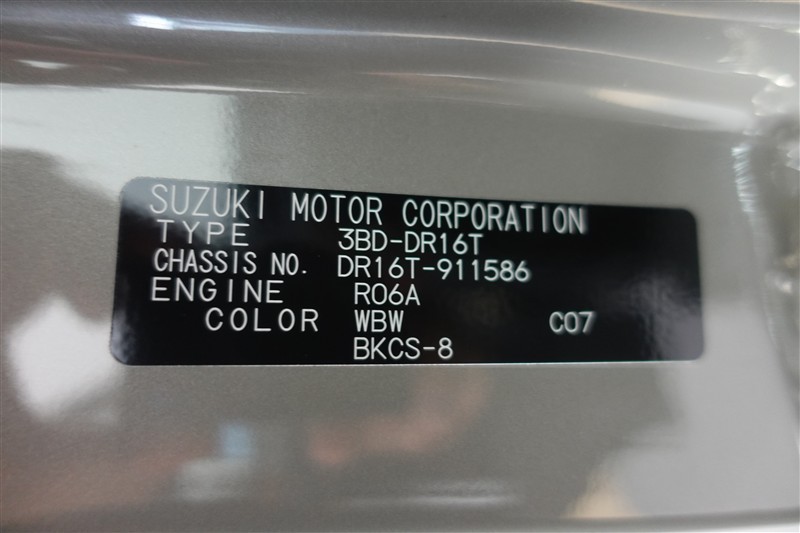 SUZUKI MOTOR CORPORATION
TYPE 3BD-DR16T
CHASSIS NO. DR16T-911586
ENGINE R06A
COLOR WBW C07
BKCS-8